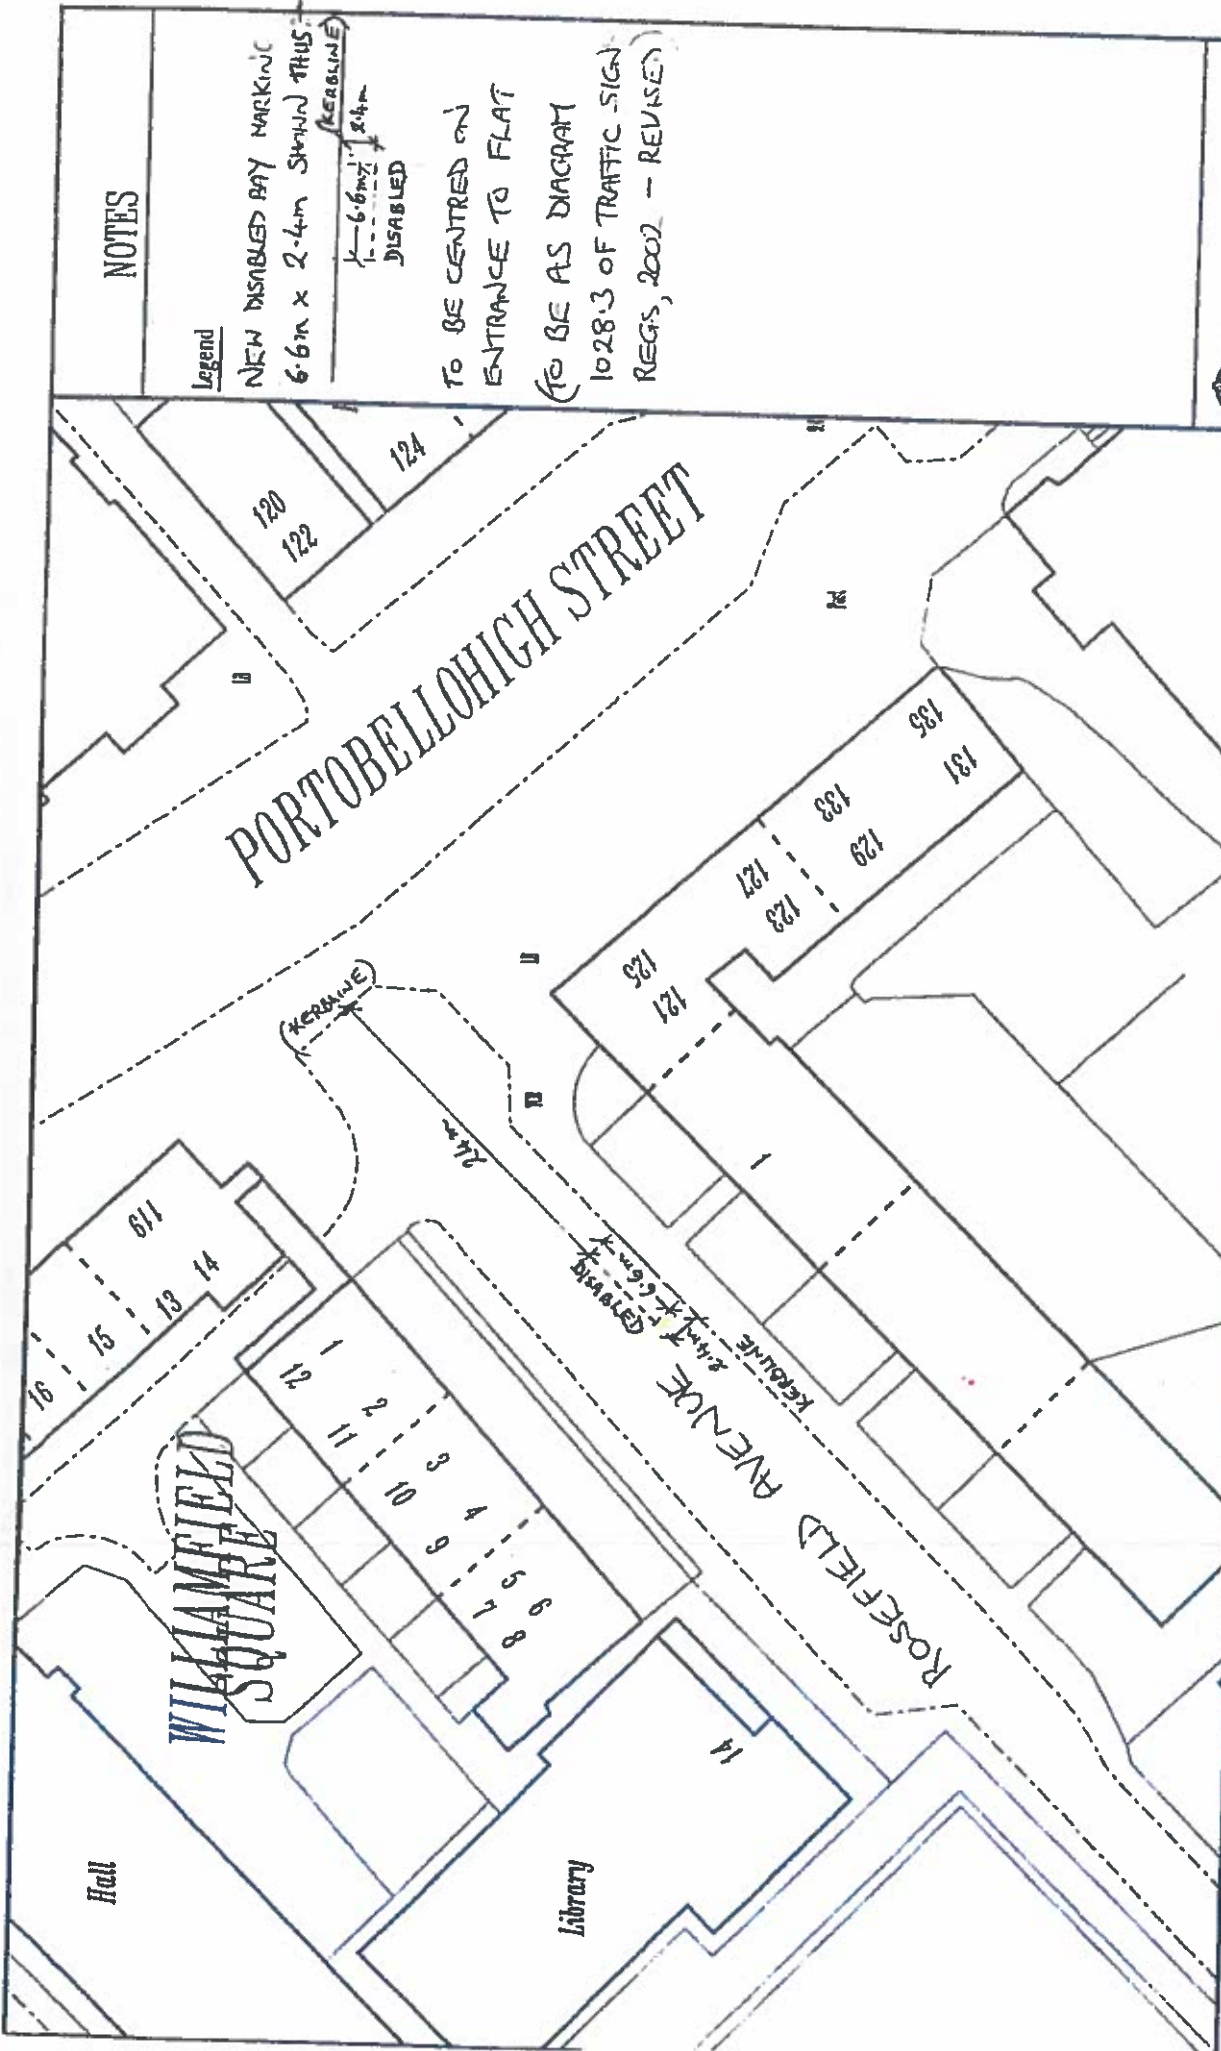 NOTES
Legend
NEW DISABLED BAY MARKING
6.6m x 2.4m SHOWN THUS:
(KERBLINE)
6.6m
2.4m
DISABLED
TO BE CENTRED ON
ENTRANCE TO FLAT
(TO BE AS DIAGRAM
1028.3 OF TRAFFIC SIGN
REGS, 2002 - REVISED)
120
122
124
PORTOBELLOHIGH STREET
LB
Post
135
131
133
129
127
123
125
121
(KERBLINE)
24m
1
119
14
13
15
16
DISABLED
6.6m
2.4m
KERBLINE
ROSEFIELD AVENUE
1
12
2
11
3
10
4
9
5
7
6
8
WILLIAMFIELD
SQUARE
Hall
Library
14